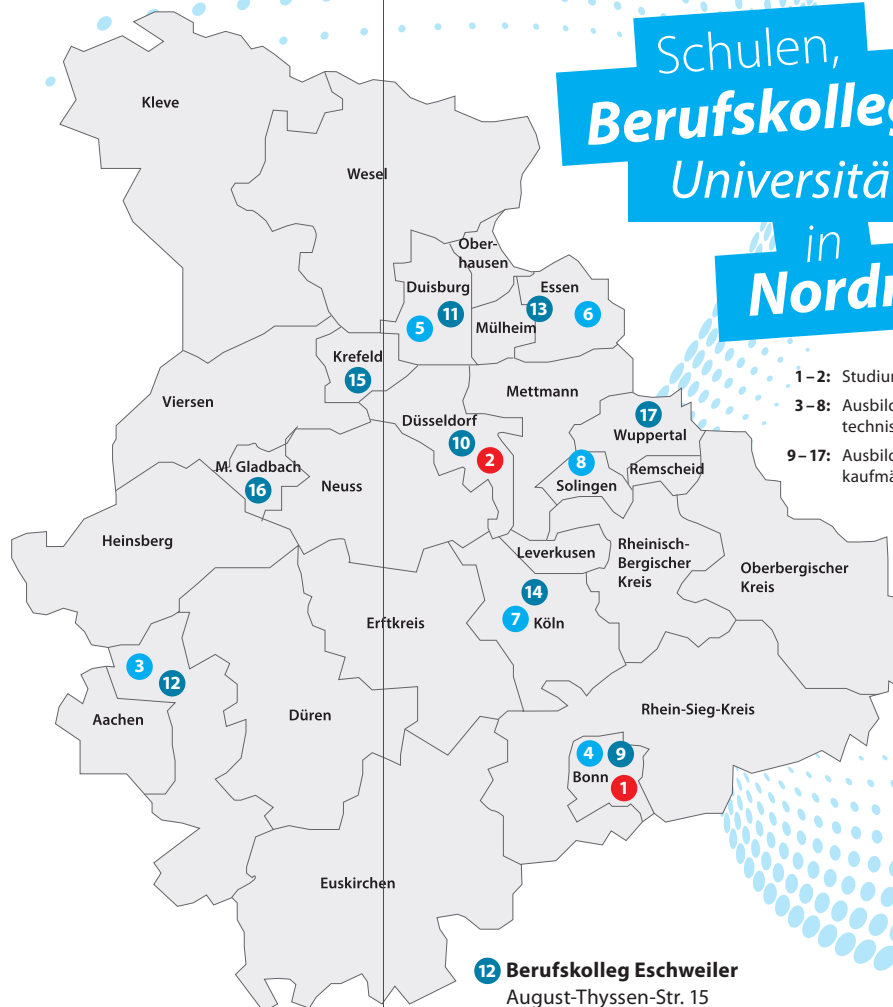 Schulen,
Berufskolleg
Universitä
in
Nordr
1–2: Studiu
3–8: Ausbild
technis
9–17: Ausbild
kaufmä
Kleve
Wesel
Ober-
hausen
Duisburg
Essen
11
13
6
5
Mülheim
Krefeld
15
Mettmann
Viersen
Düsseldorf
17
Wuppertal
10
2
M. Gladbach
8
Remscheid
16
Neuss
Solingen
Heinsberg
Leverkusen
Rheinisch-
Bergischer
Kreis
Oberbergischer
Kreis
14
7
Köln
Erftkreis
3
12
Aachen
Düren
Rhein-Sieg-Kreis
4
9
Bonn
1
Euskirchen
12 Berufskolleg Eschweiler
August-Thyssen-Str. 15